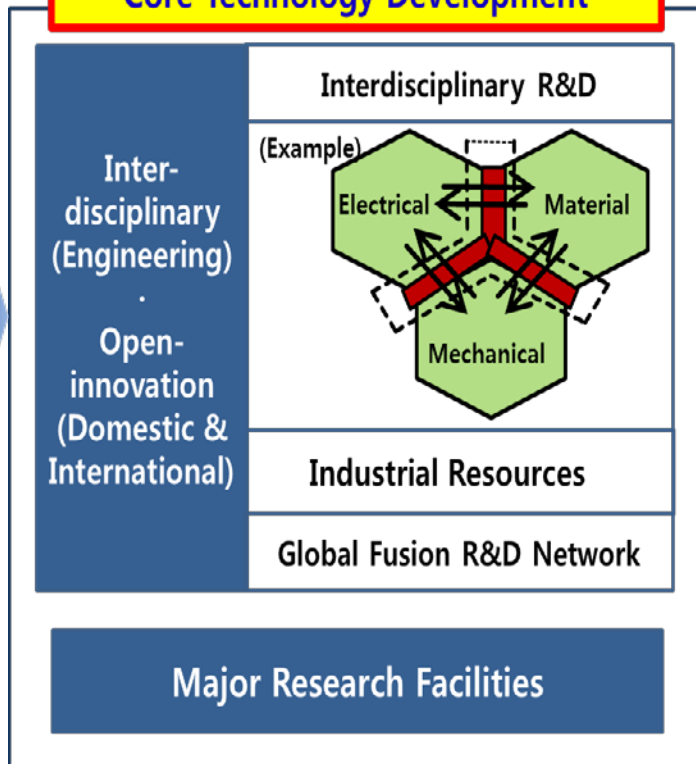 Core Technology Development
Inter-
disciplinary
(Engineering)
·
Open-
innovation
(Domestic &
International)
Interdisciplinary R&D
(Example)
Electrical
Material
Mechanical
Industrial Resources
Global Fusion R&D Network
Major Research Facilities